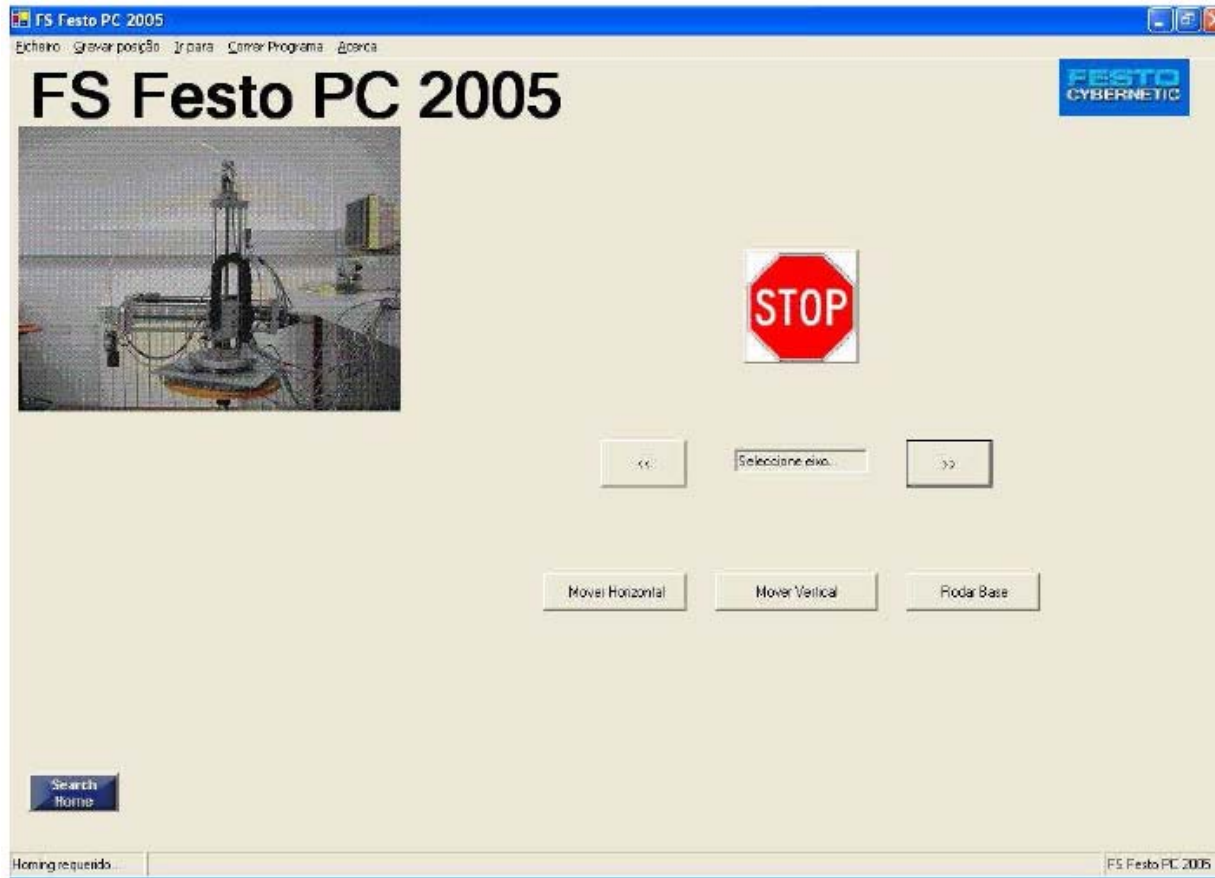 FS Festo PC 2005
Ficheiro Gravar posição Ir para Correr Programa Acerca
FS Festo PC 2005
FESTO
CYBERNETIC
STOP
<< Seleccione eixo... >>
Mover Horizontal Mover Vertical Rodar Base
Search
Home
Homing requerido... FS Festo PC 2005